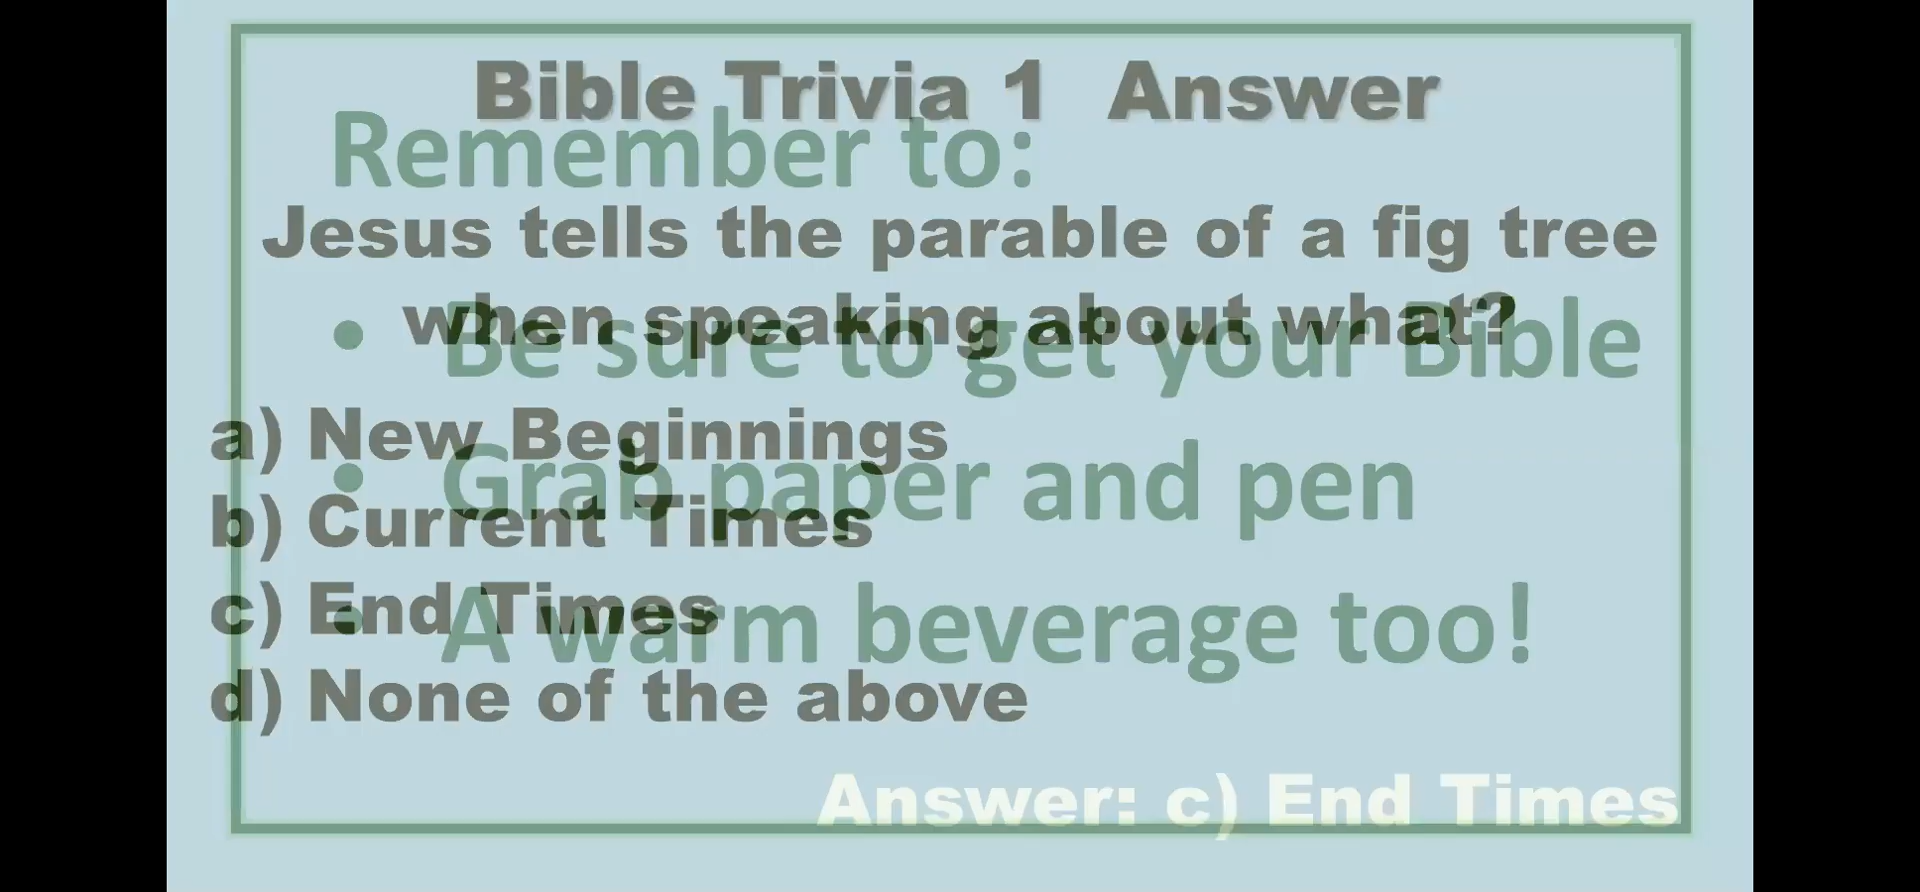 Bible Trivia 1 Answer
Remember to:
Jesus tells the parable of a fig tree
when speaking about what?
• Be sure to get your Bible
a) New Beginnings
• Grab paper and pen
b) Current Times
c) End Times
• A warm beverage too!
d) None of the above
Answer: c) End Times